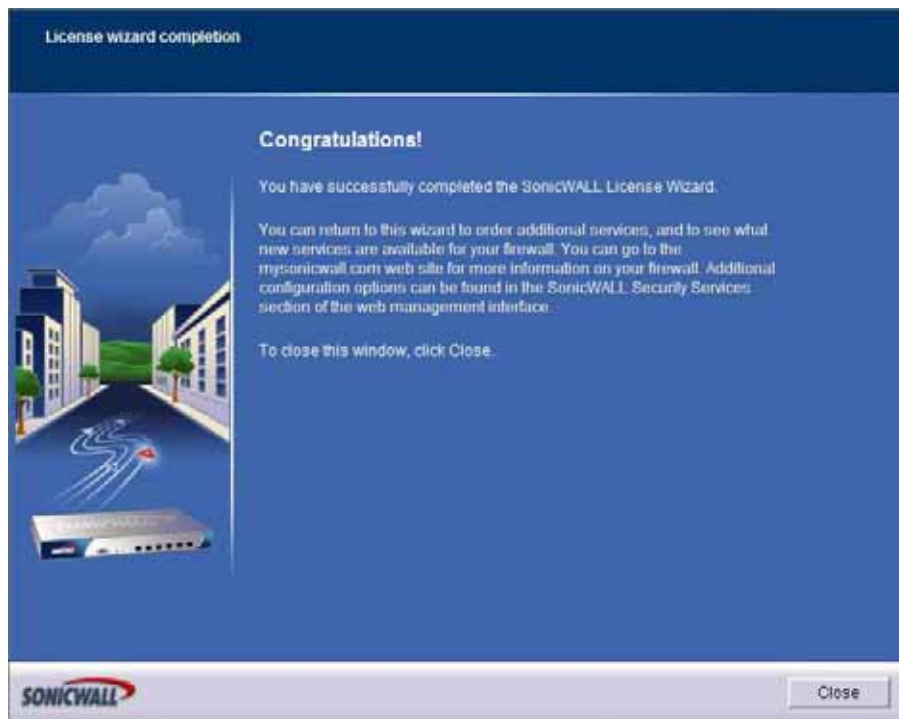 License wizard completion
Congratulations!
You have successfully completed the SonicWALL License Wizard.
You can return to this wizard to order additional services, and to see what
new services are available for your firewall. You can go to the
mysonicwall.com web site for more information on your firewall. Additional
configuration options can be found in the SonicWALL Security Services
section of the web management interface.
To close this window, click Close.
SONICWALL
Close